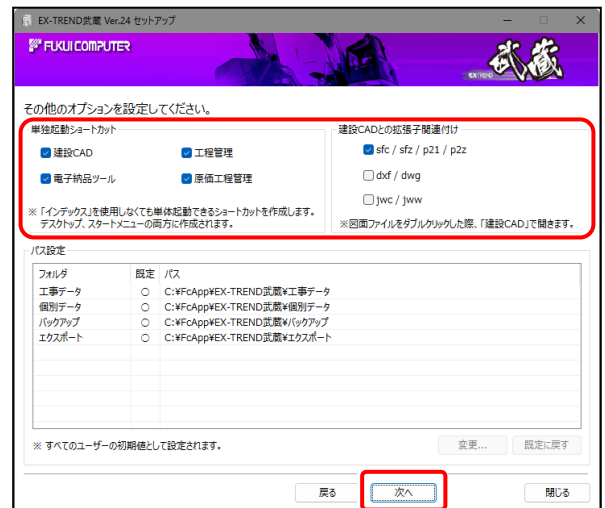 EX-TREND武蔵 Ver.24 セットアップ
FUKUI COMPUTER
EX-TREND 武蔵
その他のオプションを設定してください。
単独起動ショートカット
建設CAD
工程管理
電子納品ツール
原価工程管理
※「インデックス」を使用しなくても単体起動できるショートカットを作成します。
デスクトップ、スタートメニューの両方に作成されます。
建設CADとの拡張子関連付け
sfc / sfz / p21 / p2z
dxf / dwg
jwc / jww
※図面ファイルをダブルクリックした際、「建設CAD」で開きます。
パス設定
フォルダ 既定 パス
工事データ ○ C:¥FcApp¥EX-TREND武蔵¥工事データ
個別データ ○ C:¥FcApp¥EX-TREND武蔵¥個別データ
バックアップ ○ C:¥FcApp¥EX-TREND武蔵¥バックアップ
エクスポート ○ C:¥FcApp¥EX-TREND武蔵¥エクスポート
※ すべてのユーザーの初期値として設定されます。
変更... 既定に戻す
戻る 次へ 閉じる